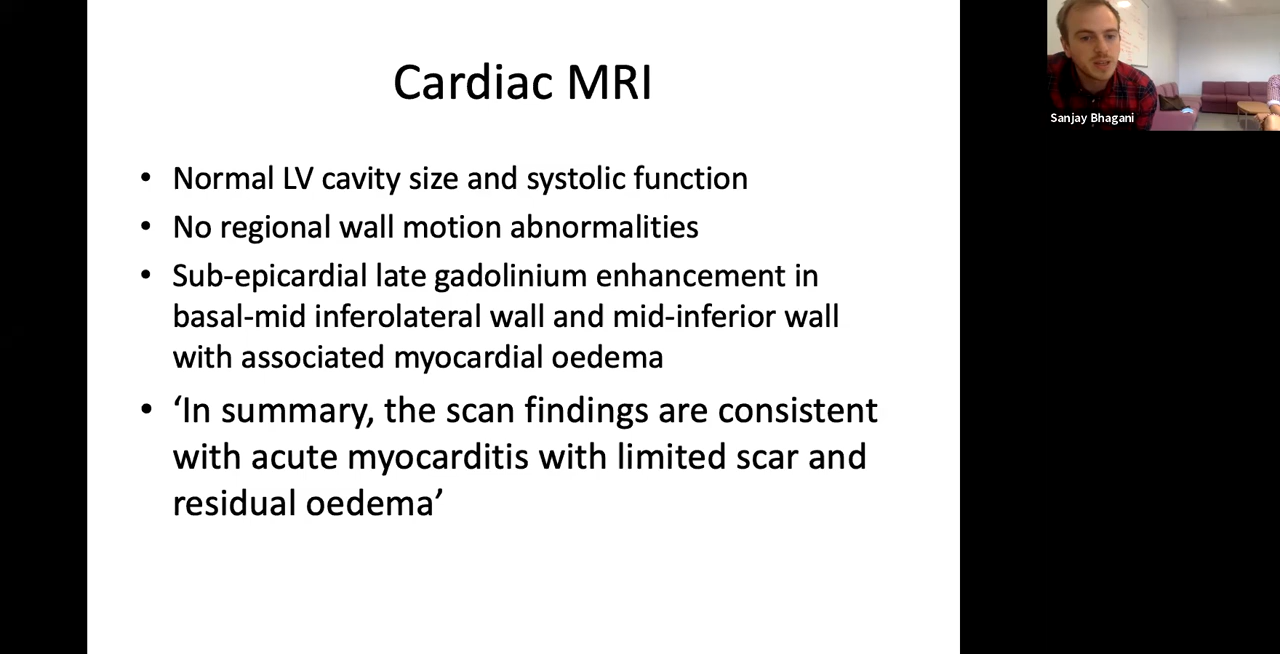 Cardiac MRI
• Normal LV cavity size and systolic function
• No regional wall motion abnormalities
• Sub-epicardial late gadolinium enhancement in
basal-mid inferolateral wall and mid-inferior wall
with associated myocardial oedema
• ‘In summary, the scan findings are consistent
with acute myocarditis with limited scar and
residual oedema’
Sanjay Bhagani